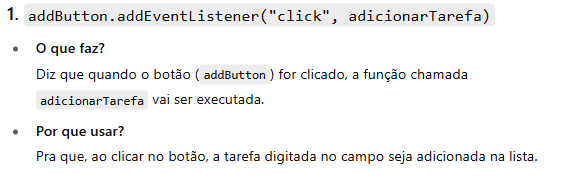 1. addButton.addEventListener("click", adicionarTarefa)
• O que faz?
Diz que quando o botão ( addButton ) for clicado, a função chamada
adicionarTarefa vai ser executada.
• Por que usar?
Pra que, ao clicar no botão, a tarefa digitada no campo seja adicionada na lista.